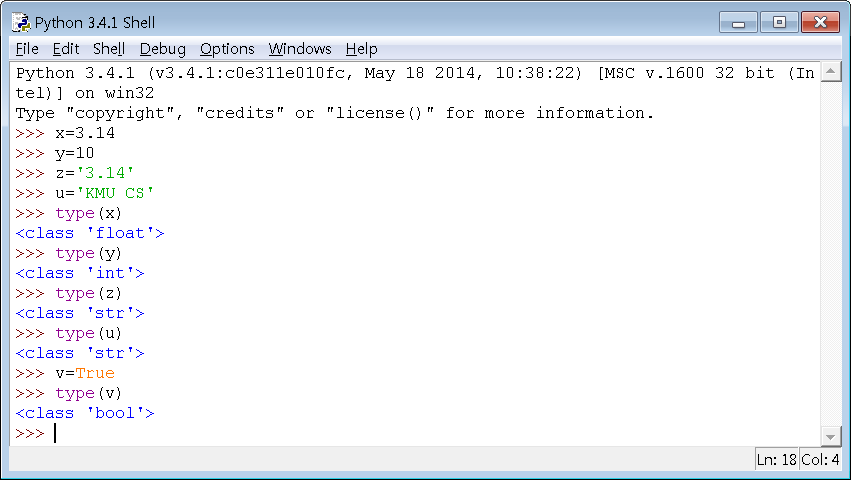 Python 3.4.1 Shell
File Edit Shell Debug Options Windows Help
Python 3.4.1 (v3.4.1:c0e311e010fc, May 18 2014, 10:38:22) [MSC v.1600 32 bit (In
tel)] on win32
Type "copyright", "credits" or "license()" for more information.
>>> x=3.14
>>> y=10
>>> z='3.14'
>>> u='KMU CS'
>>> type(x)
<class 'float'>
>>> type(y)
<class 'int'>
>>> type(z)
<class 'str'>
>>> type(u)
<class 'str'>
>>> v=True
>>> type(v)
<class 'bool'>
>>>
Ln: 18 Col: 4